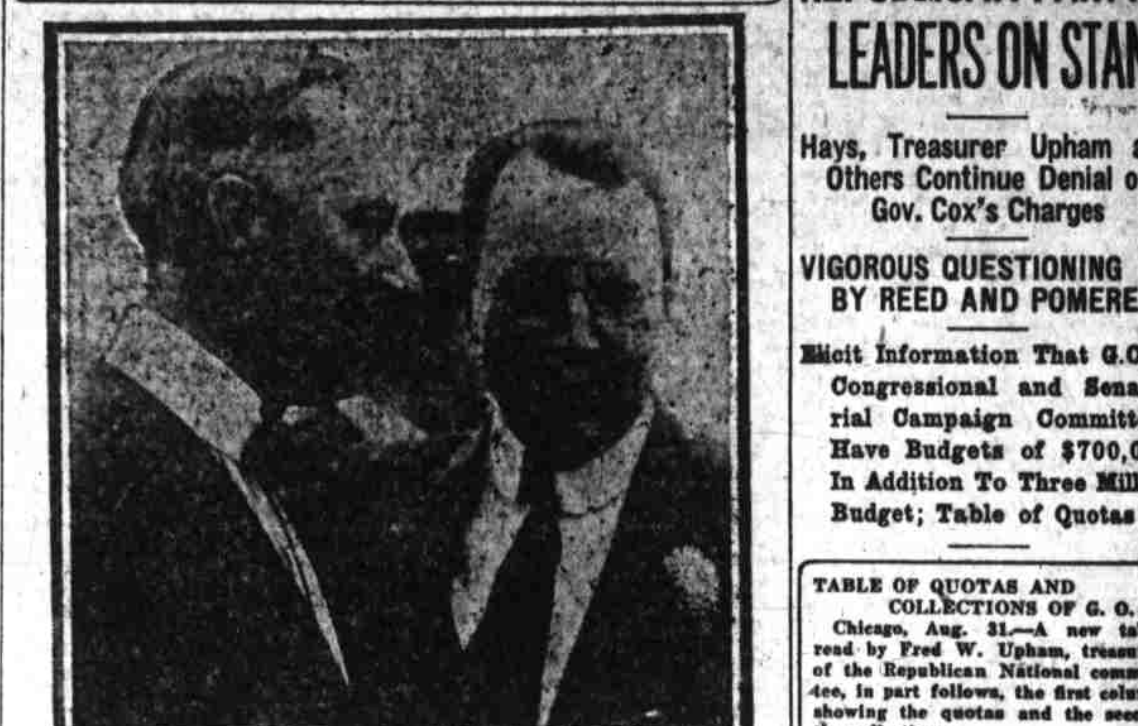 LEADERS ON STAN
Hays, Treasurer Upham a
Others Continue Denial o
Gov. Cox's Charges
VIGOROUS QUESTIONING
BY REED AND POMERE
Elicit Information That G.O
Congressional and Sena
rial Campaign Committ
Have Budgets of $700,0
In Addition To Three Mill
Budget; Table of Quotas
TABLE OF QUOTAS AND
COLLECTIONS OF G. O.
Chicago, Aug. 31.—A new ta
read by Fred W. Upham, treasu
of the Republican National comm
tee, in part follows, the first colu
showing the quotas and the seco